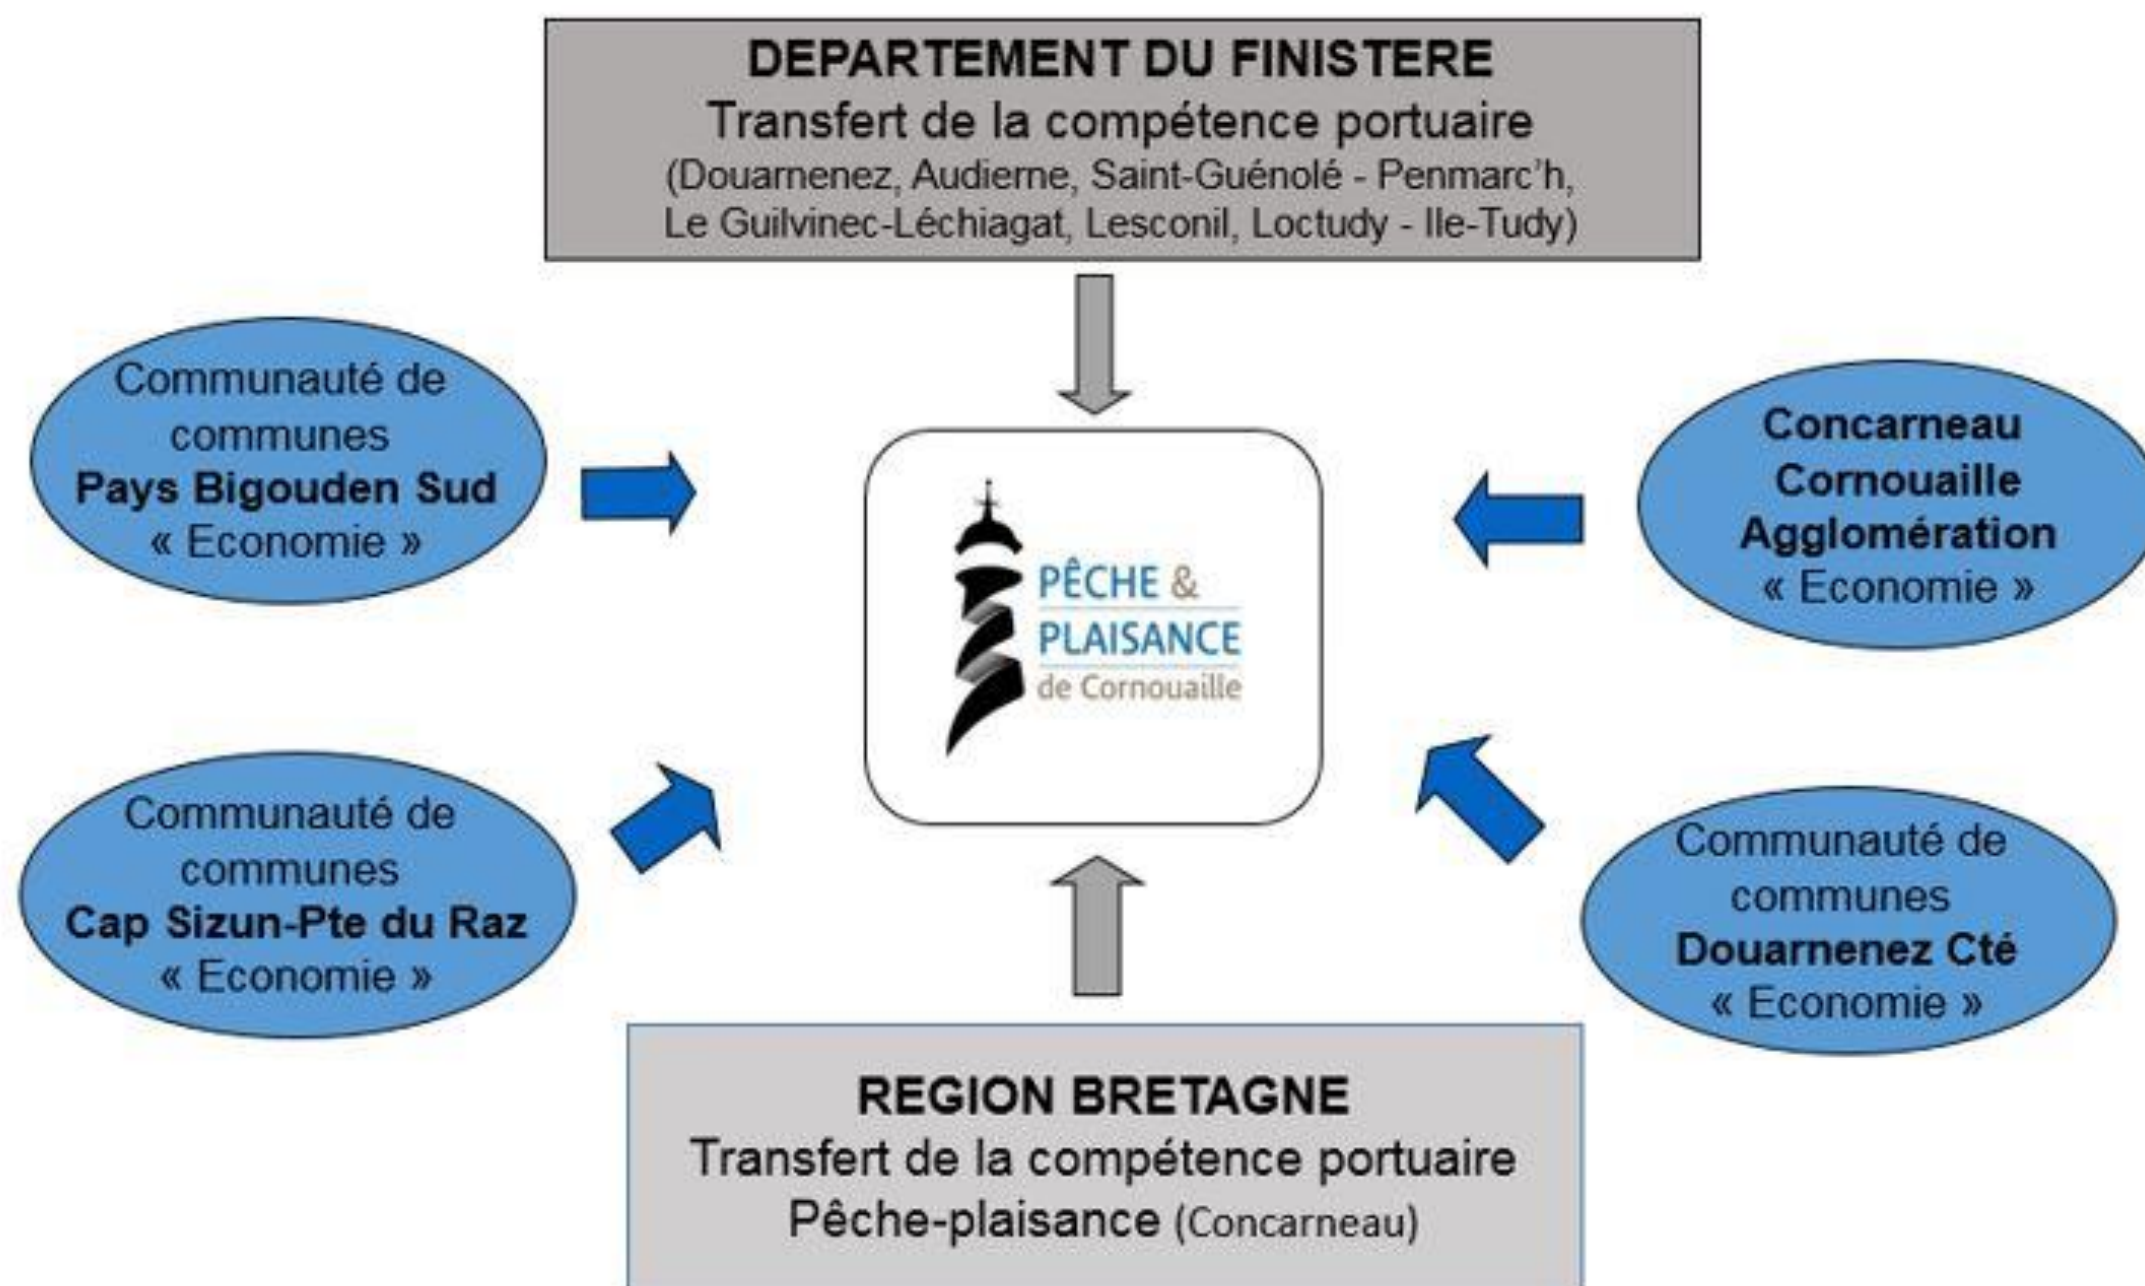 DEPARTEMENT DU FINISTERE
Transfert de la compétence portuaire
(Douarnenez, Audierne, Saint-Guénolé - Penmarc’h,
Le Guilvinec-Léchiagat, Lesconil, Loctudy - Ile-Tudy)
Communauté de
communes
Pays Bigouden Sud
« Economie »
Concarneau
Cornouaille
Agglomération
« Economie »
PÊCHE &
PLAISANCE
de Cornouaille
Communauté de
communes
Cap Sizun-Pte du Raz
« Economie »
Communauté de
communes
Douarnenez Cté
« Economie »
REGION BRETAGNE
Transfert de la compétence portuaire
Pêche-plaisance (Concarneau)